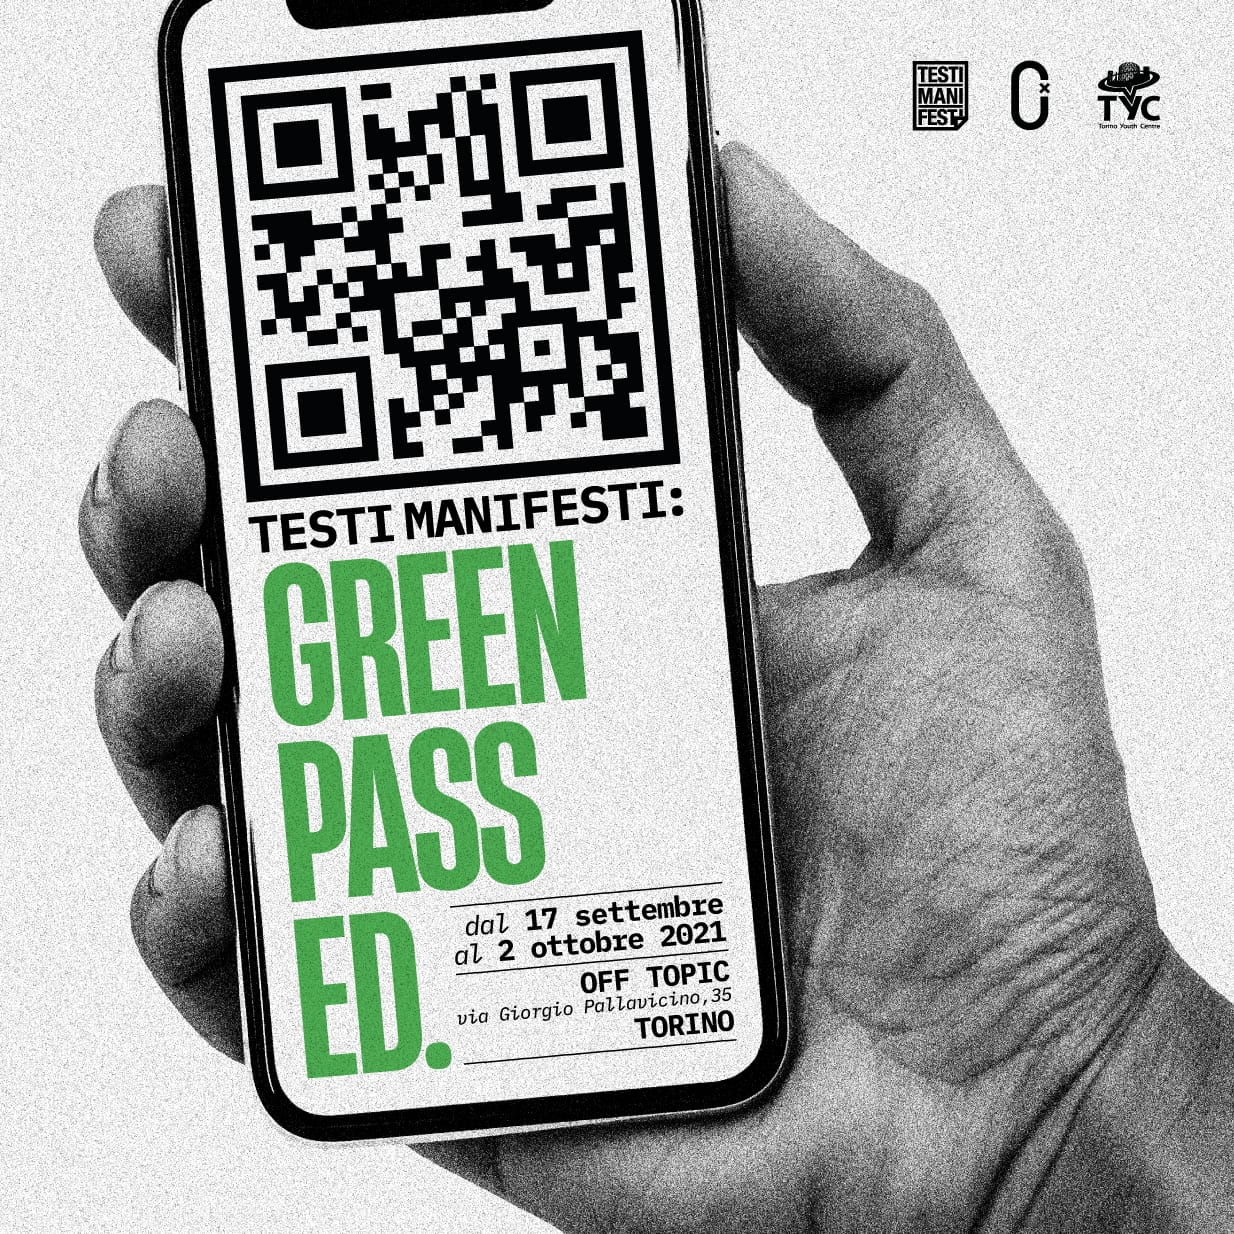 TESTI
MANI
FESTI
TYC
Torino Youth Centre
TESTI MANIFESTI:
GREEN
PASS
ED.
dal 17 settembre
al 2 ottobre 2021
OFF TOPIC
via Giorgio Pallavicino,35
TORINO